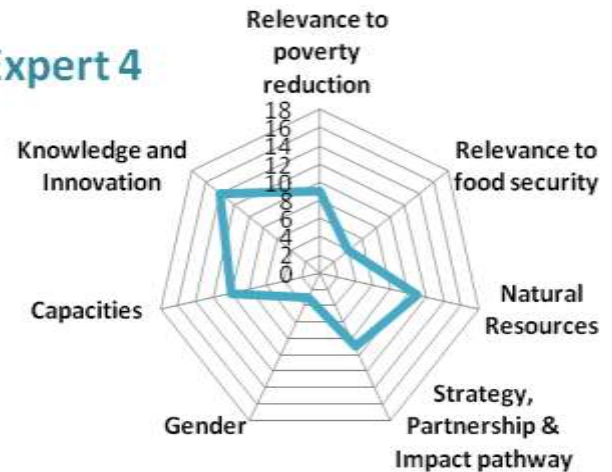 Expert 4
Relevance to
poverty
reduction
18
16
14
12
10
8
6
4
2
0
Knowledge and
Innovation
Relevance to
food security
Capacities
Natural
Resources
Gender
Strategy,
Partnership &
Impact pathway